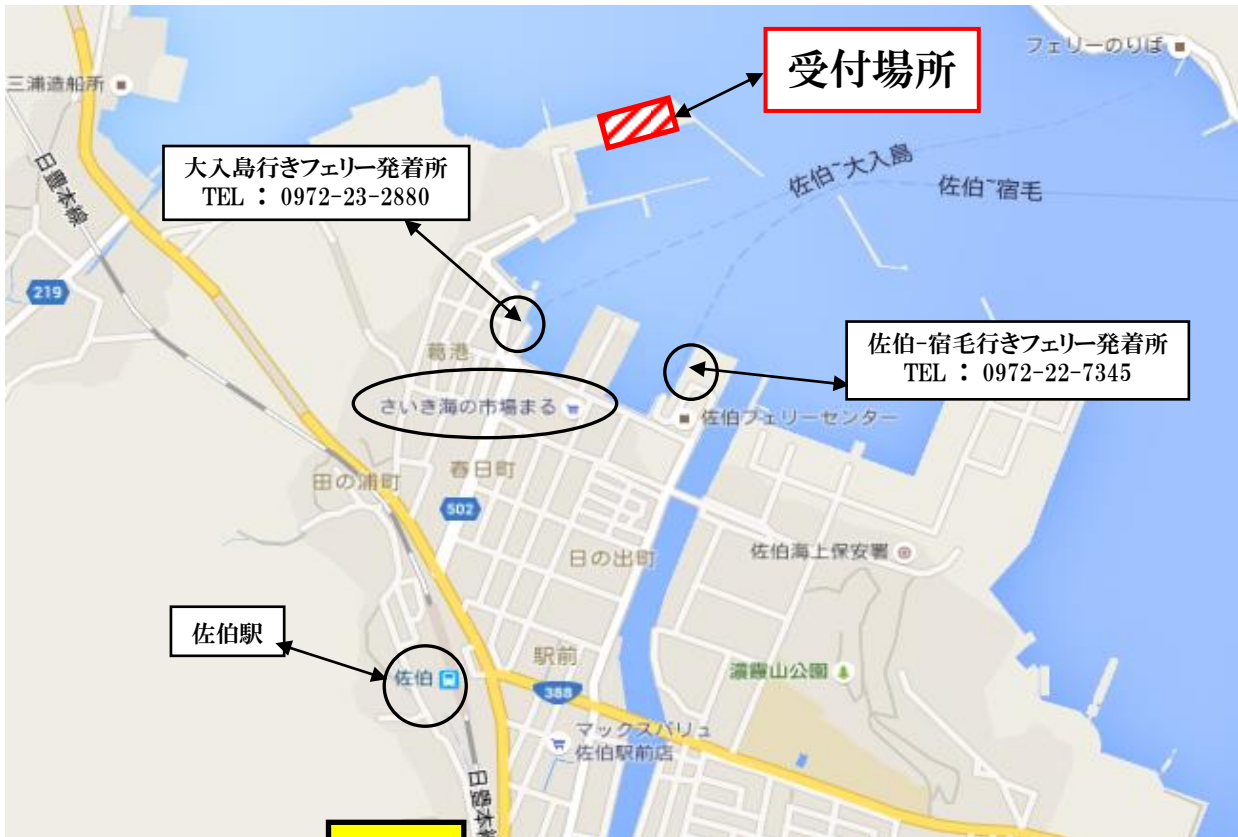 フェリーのりば
受付場所
三浦造船所
大入島行きフェリー発着所
TEL : 0972-23-2880
日豊本線
佐伯~大入島
佐伯~宿毛
219
佐伯-宿毛行きフェリー発着所
TEL : 0972-22-7345
葛港
さいき海の市場まる
佐伯フェリーセンター
春日町
田の浦町
502
日の出町
佐伯海上保安署
佐伯駅
駅前
佐伯
濃霞山公園
388
マックスバリュ
佐伯駅前店
日豊本線